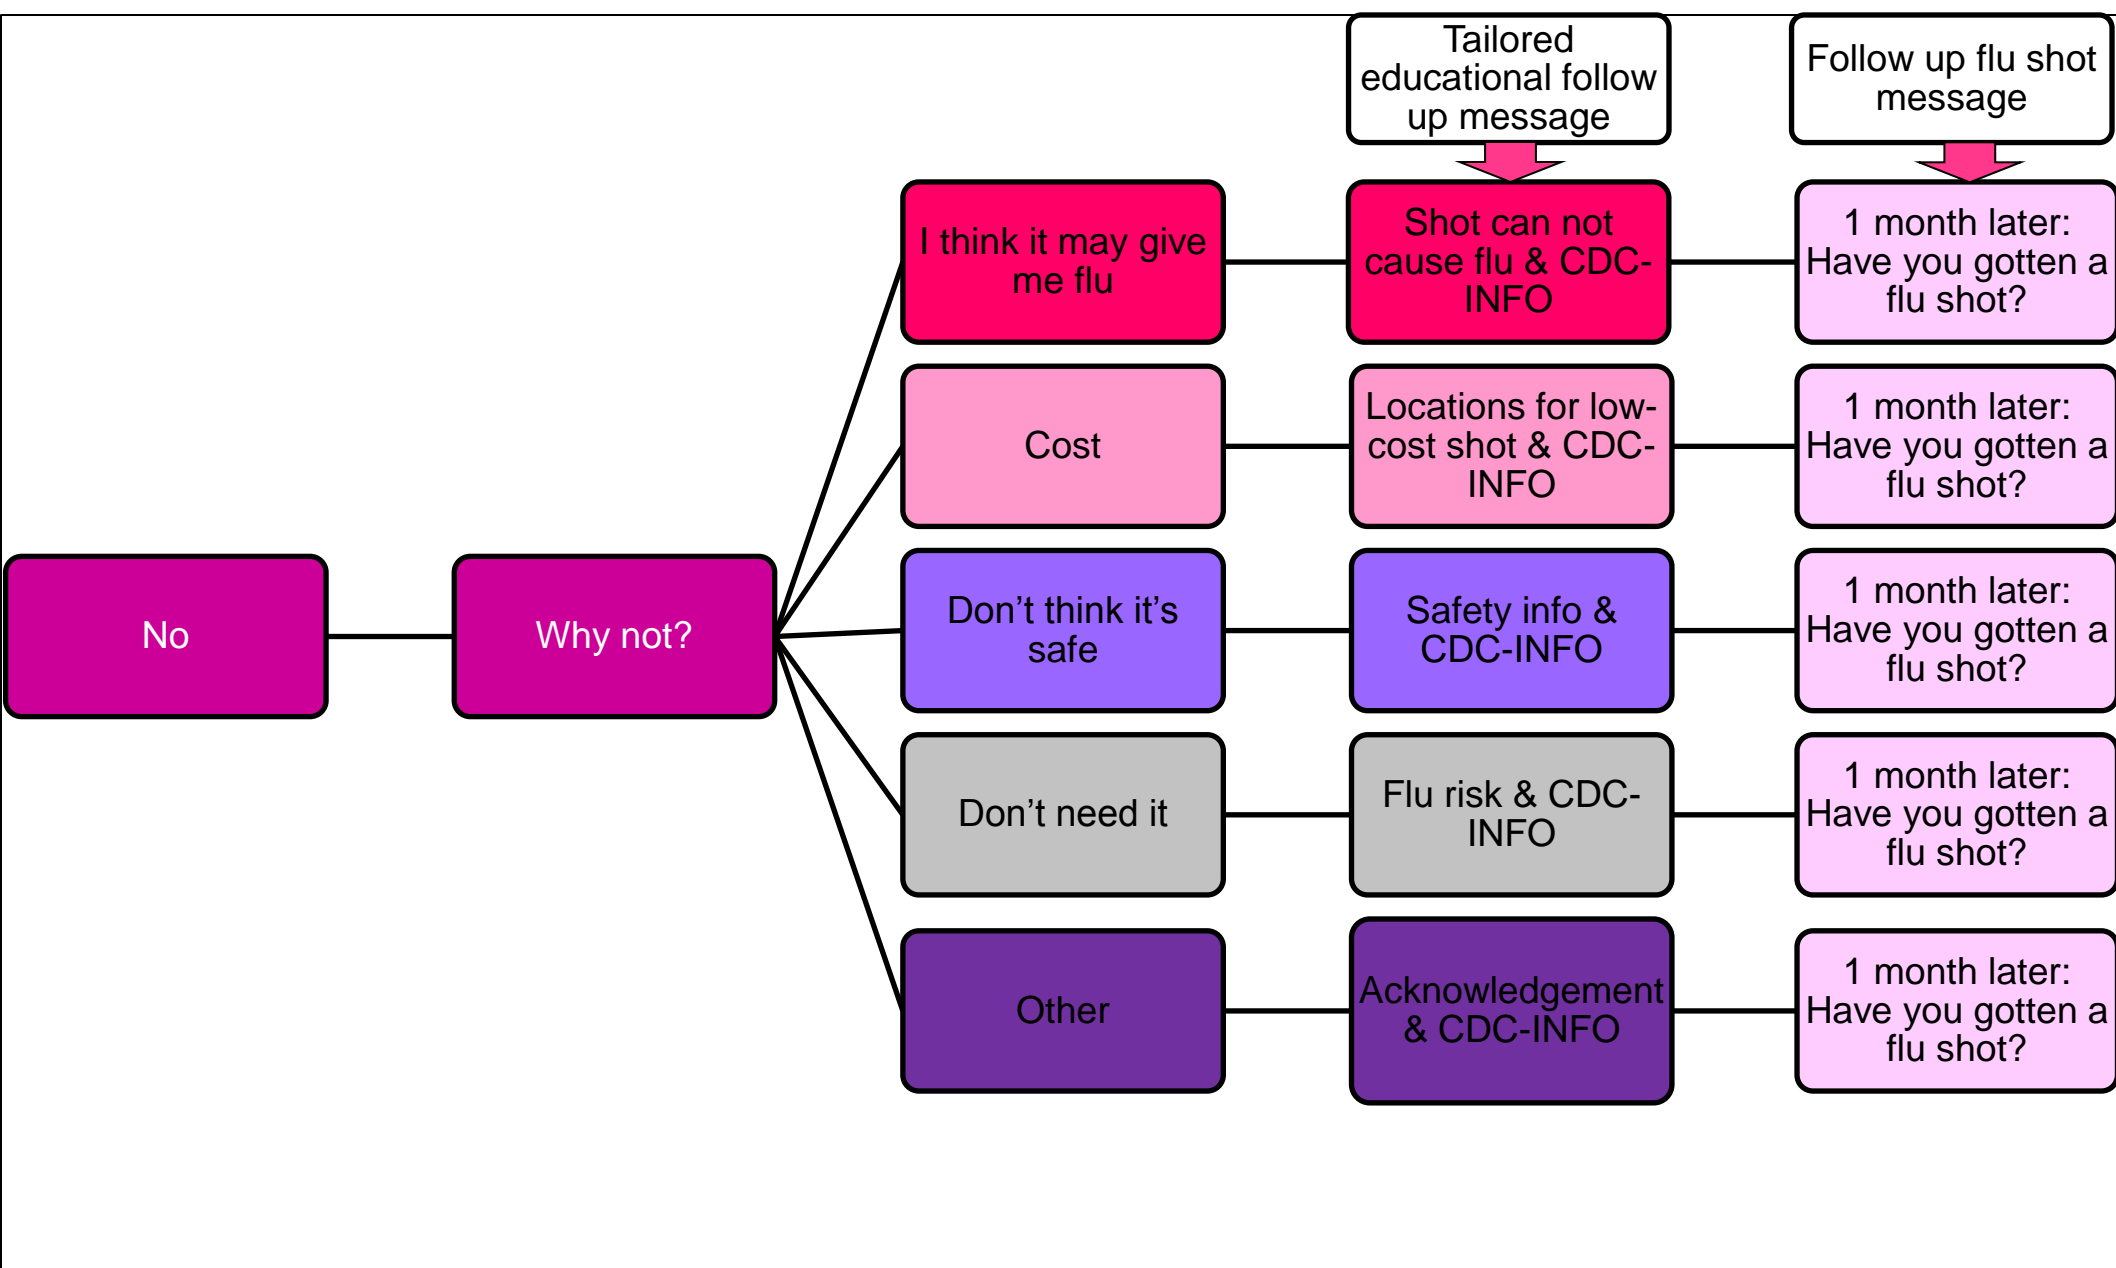 Tailored
educational follow
up message
Follow up flu shot
message
No
Why not?
I think it may give
me flu
Shot can not
cause flu & CDC-
INFO
1 month later:
Have you gotten a
flu shot?
Cost
Locations for low-
cost shot & CDC-
INFO
1 month later:
Have you gotten a
flu shot?
Don’t think it’s
safe
Safety info &
CDC-INFO
1 month later:
Have you gotten a
flu shot?
Don’t need it
Flu risk & CDC-
INFO
1 month later:
Have you gotten a
flu shot?
Other
Acknowledgement
& CDC-INFO
1 month later:
Have you gotten a
flu shot?